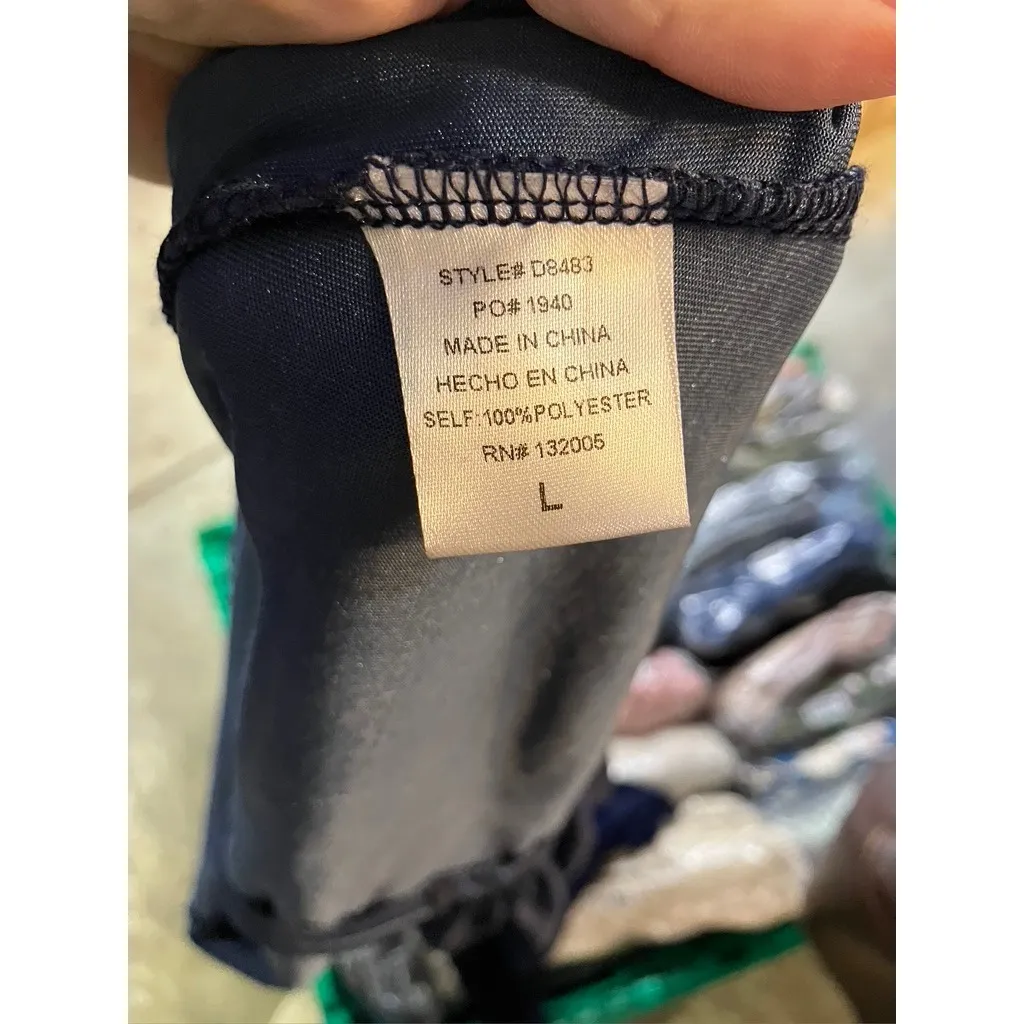 STYLE# D8483
PO# 1940
MADE IN CHINA
HECHO EN CHINA
SELF:100%POLYESTER
RN# 132005
L